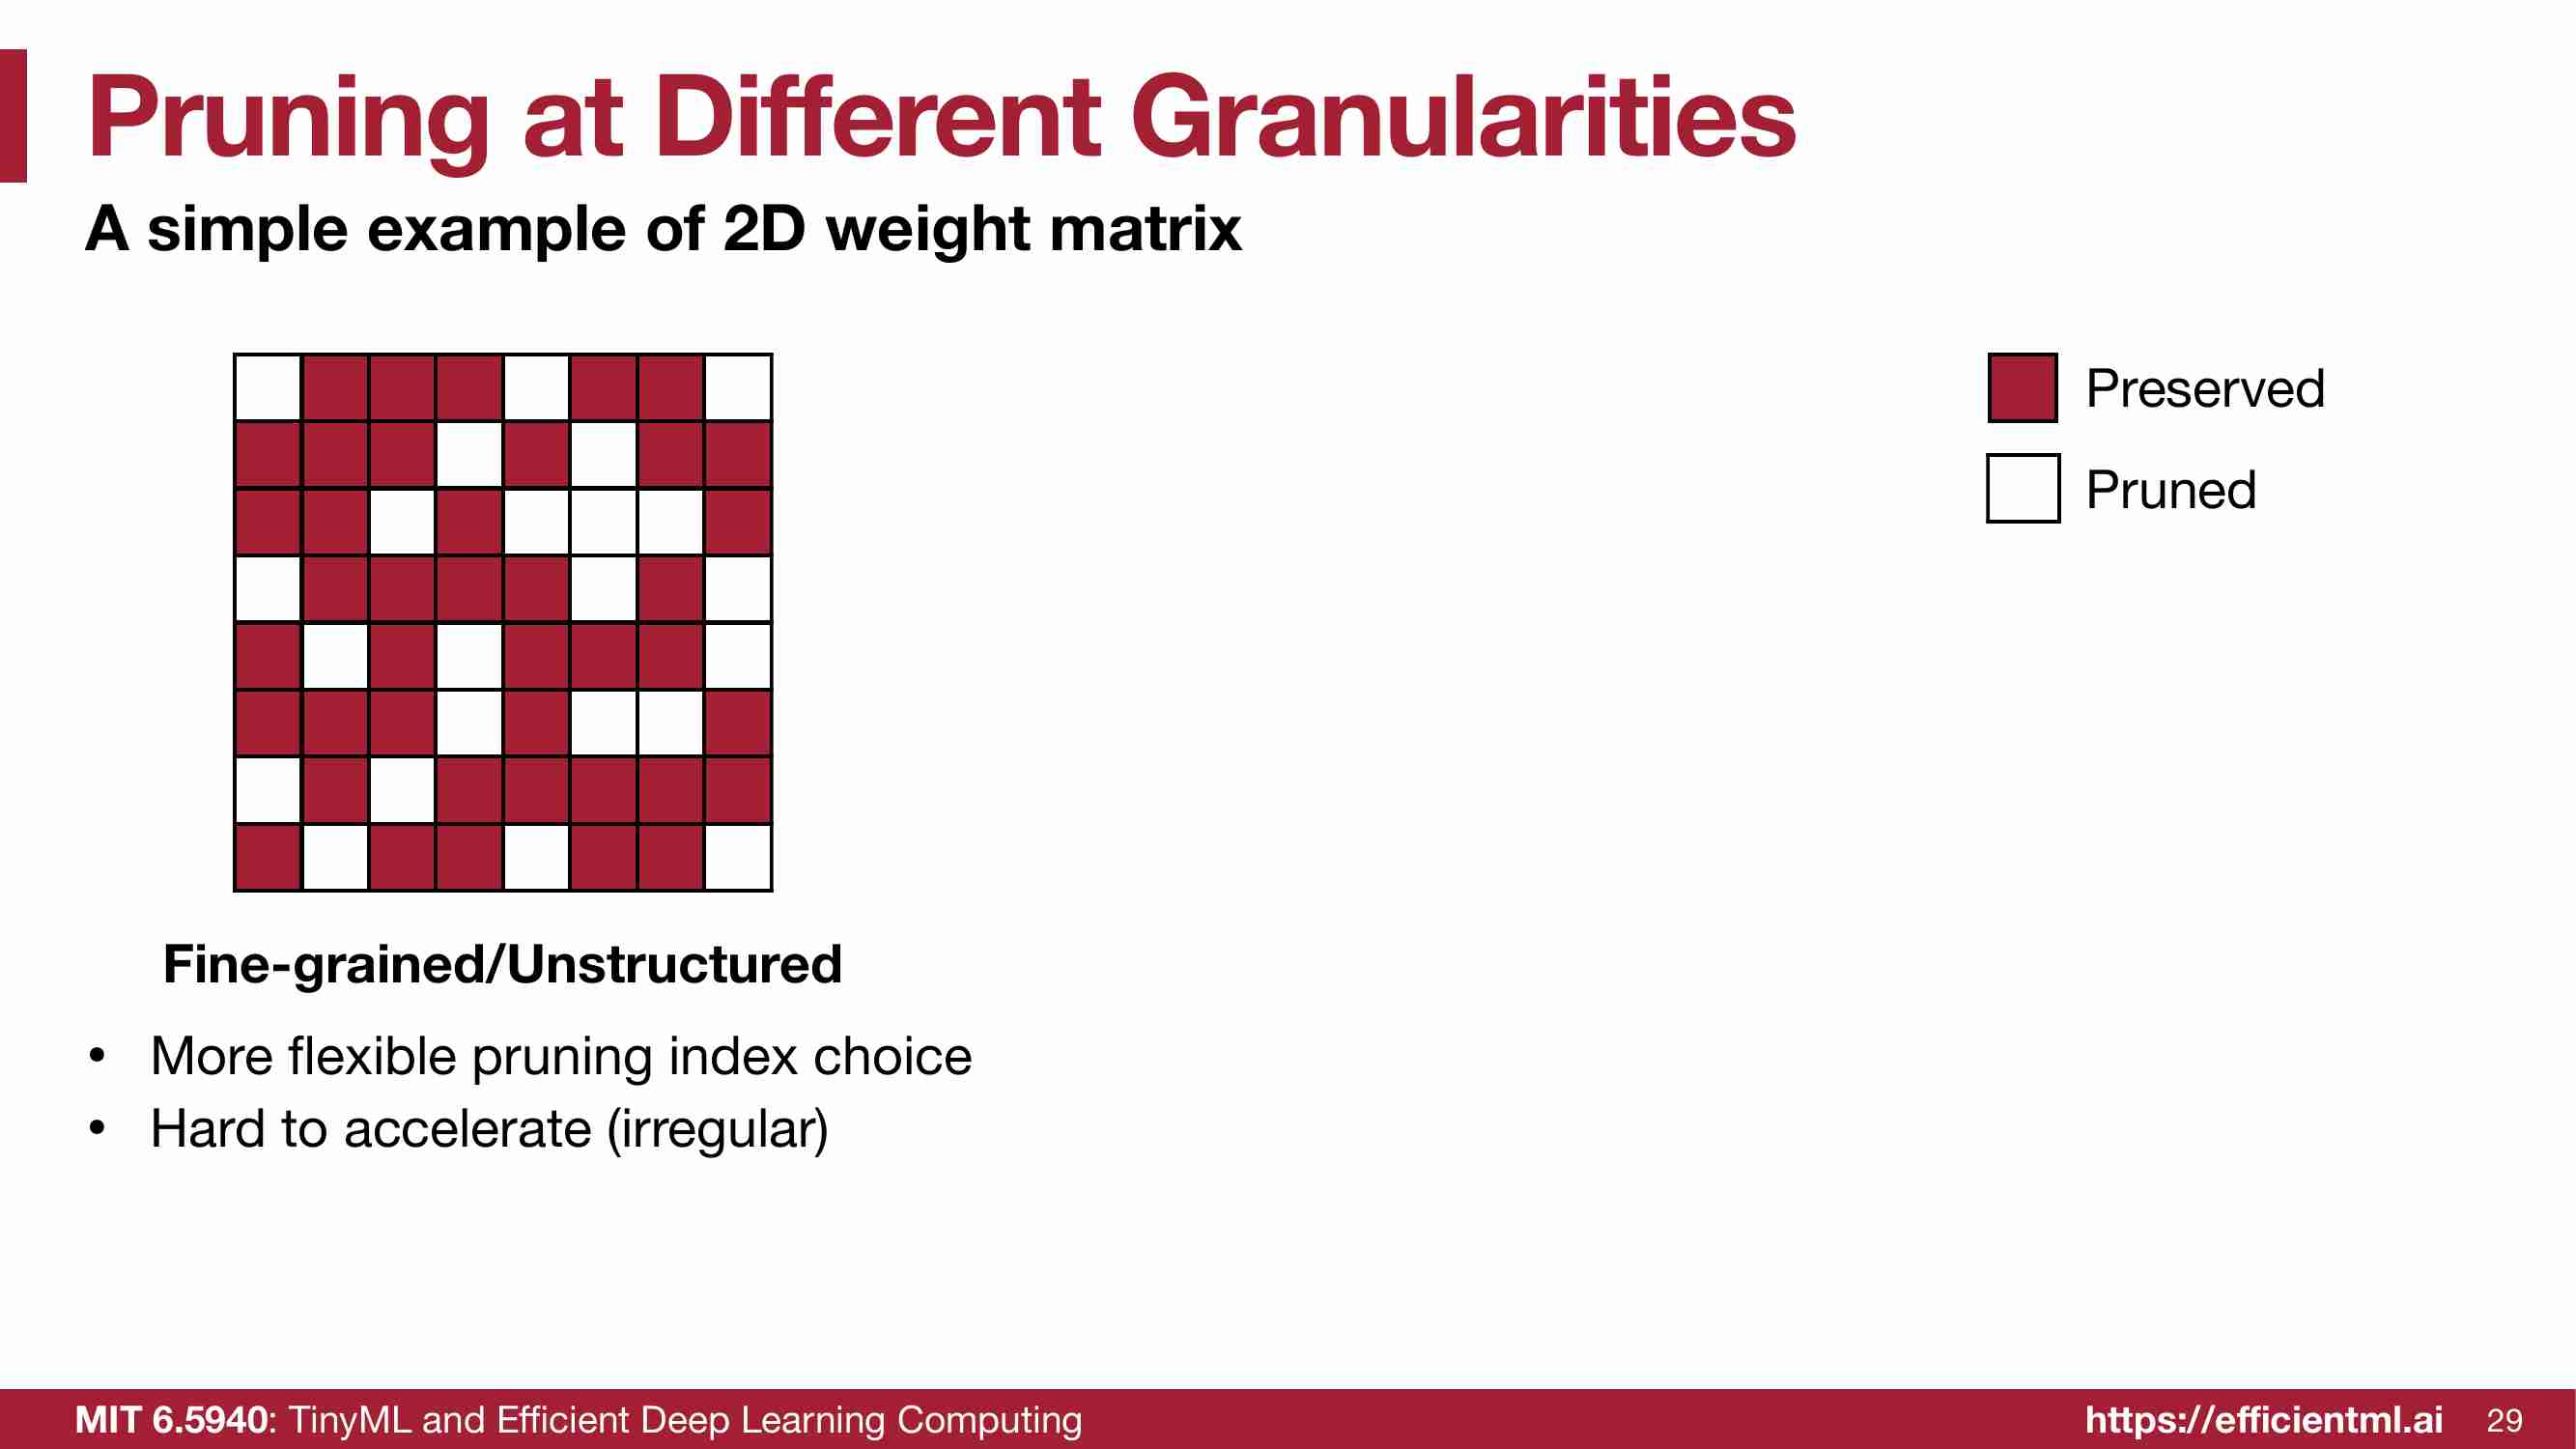 Pruning at Different Granularities
A simple example of 2D weight matrix
Preserved
Pruned
Fine-grained/Unstructured
• More flexible pruning index choice
• Hard to accelerate (irregular)
MIT 6.5940: TinyML and Efficient Deep Learning Computing
https://efficientml.ai 29